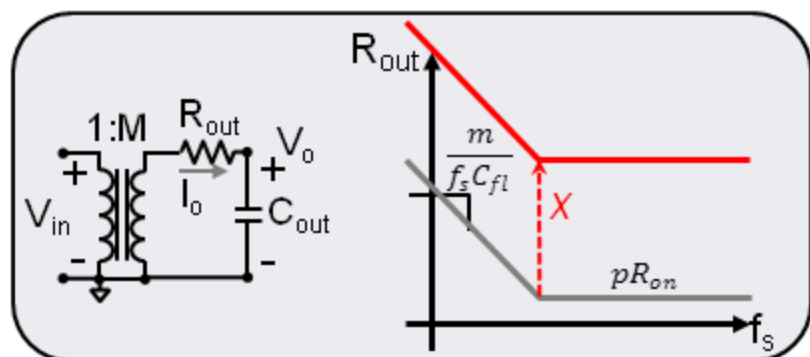 1:M
R_out
+
V_in
-
I_o
+
V_o
C_out
-
R_out
m
f_s C_fl
X
pR_on
f_s